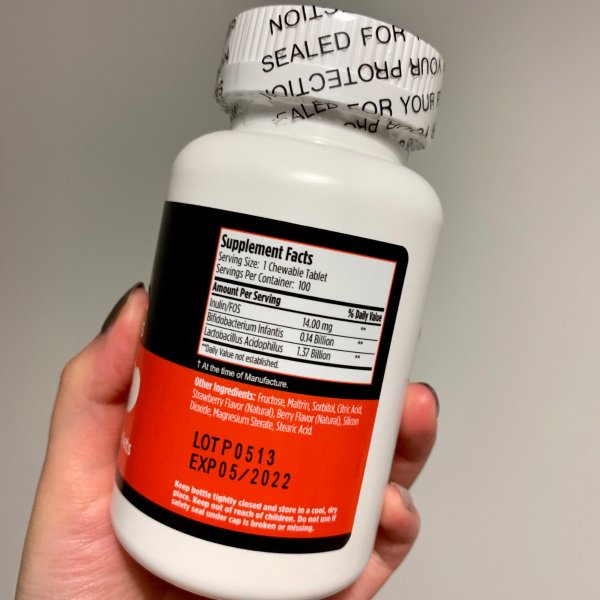 SEALED FOR
YOUR PROTECTION
SEALED FOR YOUR
Supplement Facts
Serving Size: 1 Chewable Tablet
Servings Per Container: 100
Amount Per Serving % Daily Value
Inulin/FOS 14.00 mg **
Bifidobacterium Infantis 0.14 Billion **
Lactobacillus Acidophilus 1.37 Billion **
**Daily Value not established.
† At the time of Manufacture.
Other Ingredients: Fructose, Maltrin, Sorbitol, Citric Acid,
Strawberry Flavor (Natural), Berry Flavor (Natural), Silicon
Dioxide, Magnesium Sterate, Stearic Acid.
LOT P0513
EXP 05/2022
Keep bottle tightly closed and store in a cool, dry
place. Keep out of reach of children. Do not use if
safety seal under cap is broken or missing.